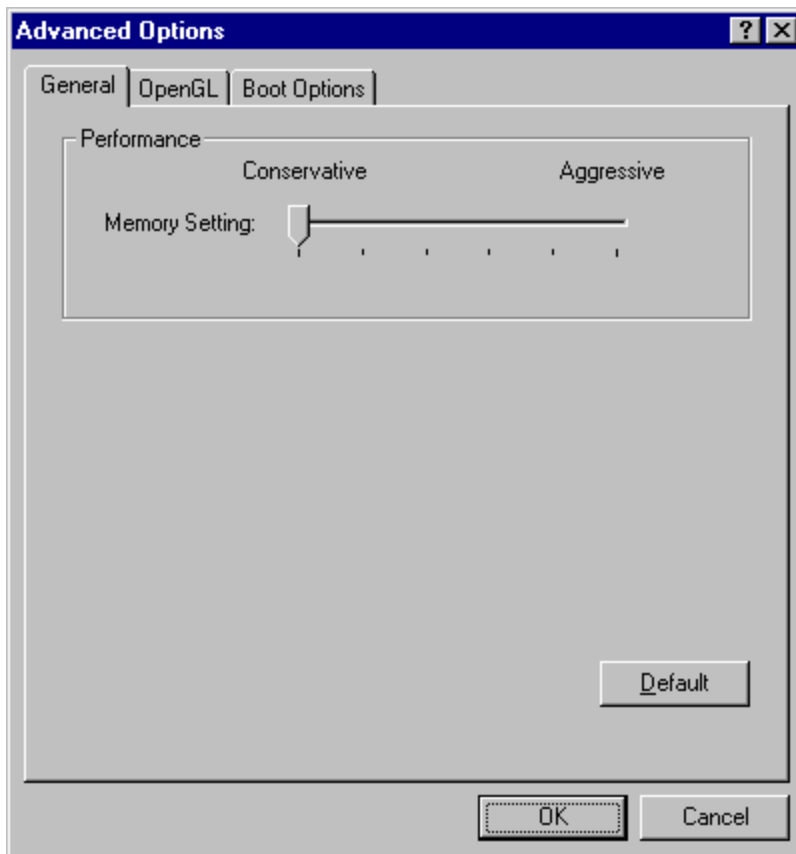 Advanced Options
General OpenGL Boot Options
Performance
Conservative Aggressive
Memory Setting:
Default
OK Cancel